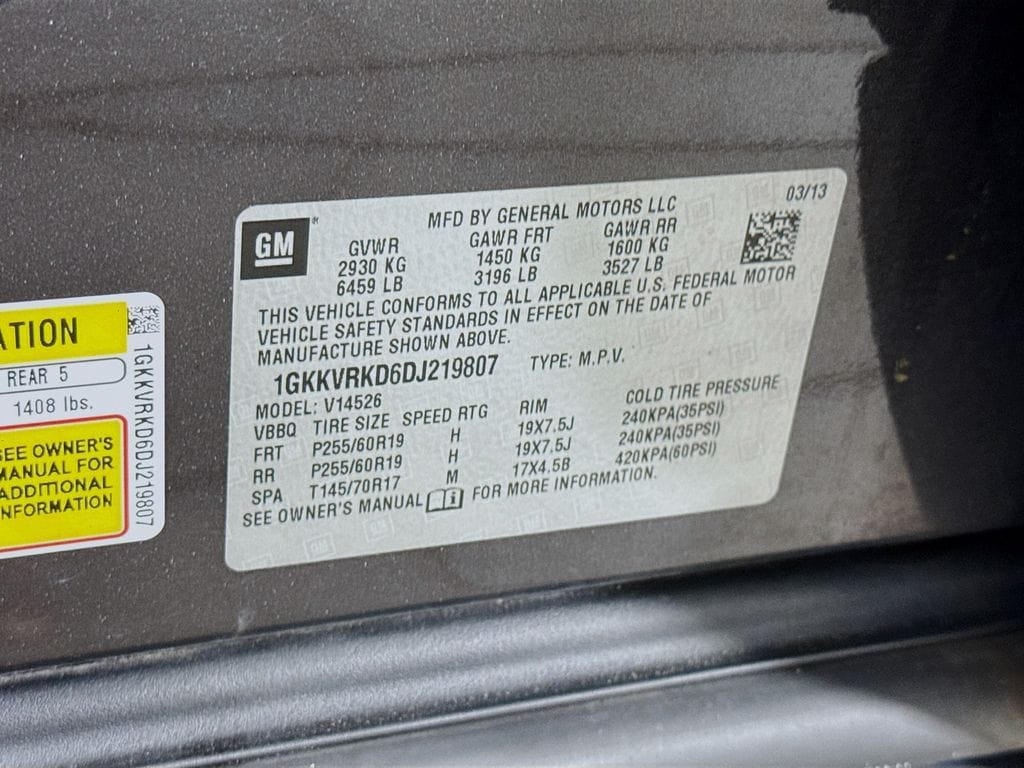 03/13
MFD BY GENERAL MOTORS LLC
GM
GVWR GAWR FRT GAWR RR
2930 KG 1450 KG 1600 KG
6459 LB 3196 LB 3527 LB
THIS VEHICLE CONFORMS TO ALL APPLICABLE U.S. FEDERAL MOTOR
VEHICLE SAFETY STANDARDS IN EFFECT ON THE DATE OF
MANUFACTURE SHOWN ABOVE.
1GKKVRKD6DJ219807 TYPE: M.P.V.
MODEL: V14526
VBBQ TIRE SIZE SPEED RTG RIM COLD TIRE PRESSURE
FRT P255/60R19 H 19X7.5J 240KPA(35PSI)
RR P255/60R19 H 19X7.5J 240KPA(35PSI)
SPA T145/70R17 M 17X4.5B 420KPA(60PSI)
SEE OWNER'S MANUAL FOR MORE INFORMATION.
ATION
REAR 5
1408 lbs.
SEE OWNER'S
MANUAL FOR
ADDITIONAL
INFORMATION
1GKKVRKD6DJ219807